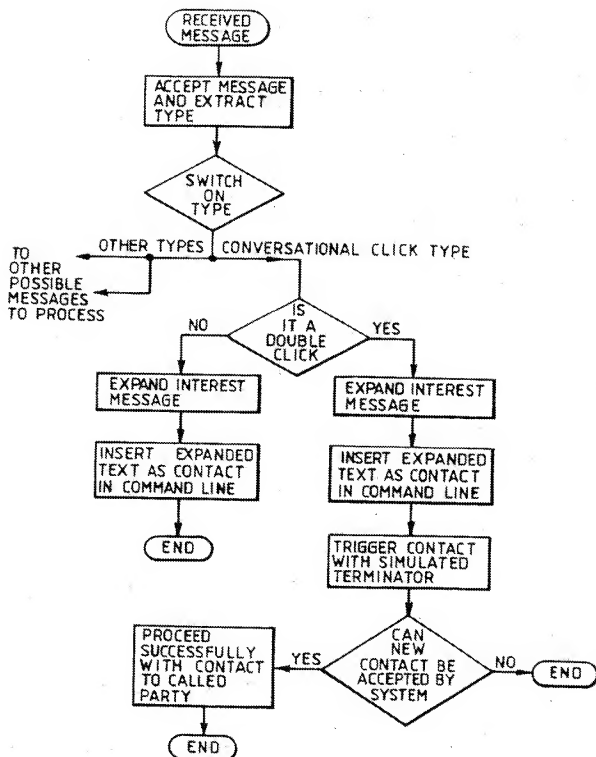 RECEIVED
MESSAGE
ACCEPT MESSAGE
AND EXTRACT
TYPE
SWITCH
ON
TYPE
OTHER TYPES
CONVERSATIONAL CLICK TYPE
TO
OTHER
POSSIBLE
MESSAGES
TO PROCESS
IS
IT A
DOUBLE
CLICK
NO
YES
EXPAND INTEREST
MESSAGE
EXPAND INTEREST
MESSAGE
INSERT EXPANDED
TEXT AS CONTACT
IN COMMAND LINE
INSERT EXPANDED
TEXT AS CONTACT
IN COMMAND LINE
END
TRIGGER CONTACT
WITH SIMULATED
TERMINATOR
CAN
NEW
CONTACT BE
ACCEPTED BY
SYSTEM
YES
NO
END
PROCEED
SUCCESSFULLY
WITH CONTACT
TO CALLED
PARTY
END